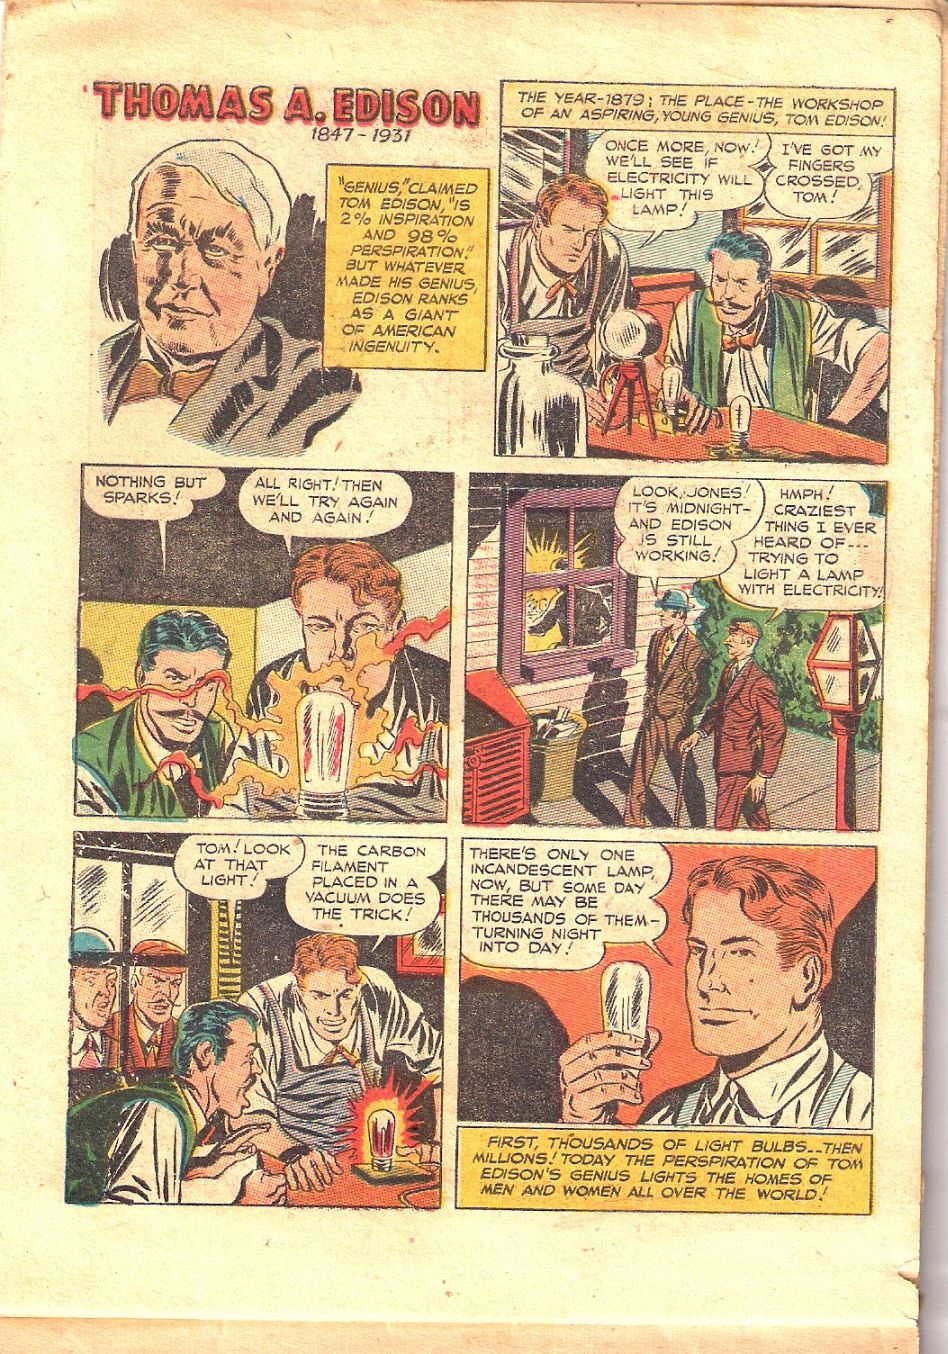 THOMAS A. EDISON
1847-1931
"GENIUS," CLAIMED
TOM EDISON, "IS
2% INSPIRATION
AND 98%
PERSPIRATION."
BUT WHATEVER
MADE HIS GENIUS,
EDISON RANKS
AS A GIANT
OF AMERICAN
INGENUITY.
THE YEAR-1879; THE PLACE-THE WORKSHOP
OF AN ASPIRING, YOUNG GENIUS, TOM EDISON!
ONCE MORE, NOW!
WE'LL SEE IF
ELECTRICITY WILL
LIGHT THIS
LAMP!
I'VE GOT MY
FINGERS
CROSSED,
TOM!
NOTHING BUT
SPARKS!
ALL RIGHT! THEN
WE'LL TRY AGAIN
AND AGAIN!
LOOK, JONES!
IT'S MIDNIGHT-
AND EDISON
IS STILL
WORKING!
HMPH!
CRAZIEST
THING I EVER
HEARD OF---
TRYING TO
LIGHT A LAMP
WITH ELECTRICITY!
TOM! LOOK
AT THAT
LIGHT!
THE CARBON
FILAMENT
PLACED IN A
VACUUM DOES
THE TRICK!
THERE'S ONLY ONE
INCANDESCENT LAMP,
NOW, BUT SOME DAY
THERE MAY BE
THOUSANDS OF THEM-
TURNING NIGHT
INTO DAY!
FIRST, THOUSANDS OF LIGHT BULBS--THEN
MILLIONS! TODAY THE PERSPIRATION OF TOM
EDISON'S GENIUS LIGHTS THE HOMES OF
MEN AND WOMEN ALL OVER THE WORLD!